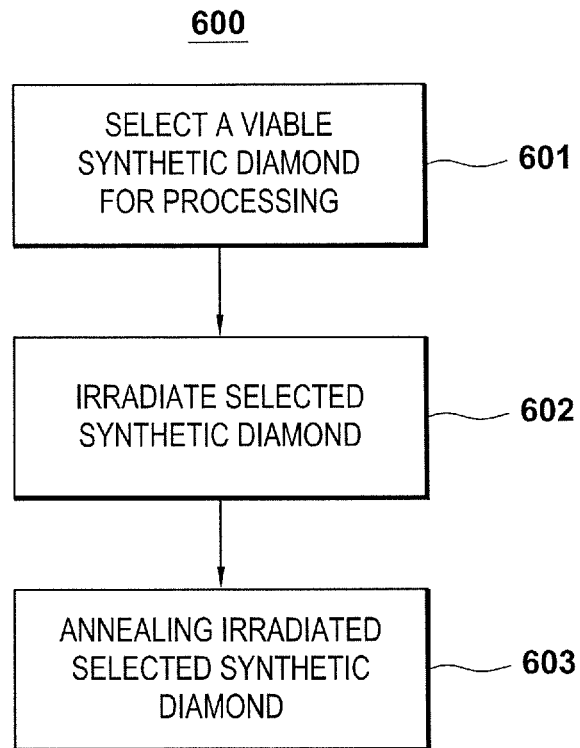 600
SELECT A VIABLE
SYNTHETIC DIAMOND
FOR PROCESSING
601
IRRADIATE SELECTED
SYNTHETIC DIAMOND
602
ANNEALING IRRADIATED
SELECTED SYNTHETIC
DIAMOND
603